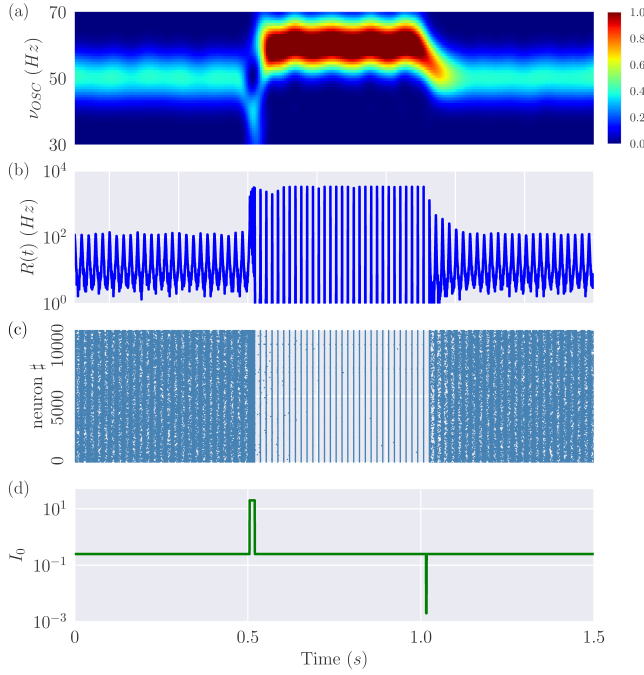 (a)
70
50
30
ν_OSC (Hz)
1.0
0.8
0.6
0.4
0.2
0.0
(b)
10^4
10^2
10^0
R(t) (Hz)
(c)
10000
5000
0
neuron ♯
(d)
10^1
10^−1
10^−3
I_0
0 0.5 1.0 1.5
Time (s)